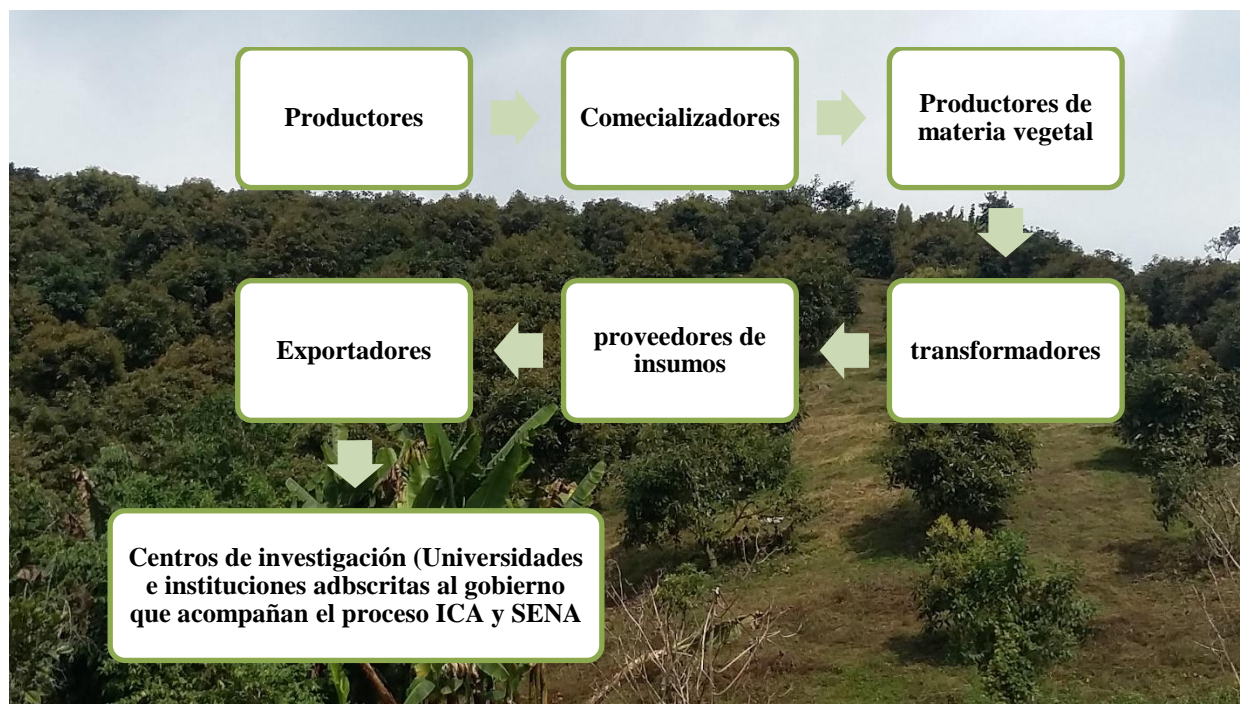 Productores
Comecializadores
Productores de
materia vegetal
transformadores
proveedores de
insumos
Exportadores
Centros de investigación (Universidades
e instituciones adbscritas al gobierno
que acompañan el proceso ICA y SENA